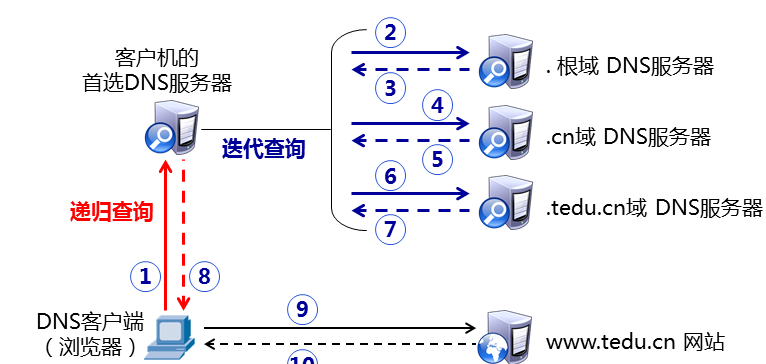 客户机的
首选DNS服务器
②
. 根域 DNS服务器
③
④
.cn域 DNS服务器
迭代查询
⑤
⑥
.tedu.cn域 DNS服务器
递归查询
⑦
① ⑧
⑨
DNS客户端
（浏览器）
www.tedu.cn 网站
⑩